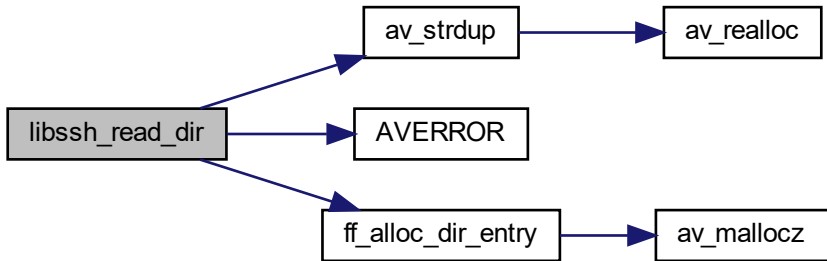 av_strdup
av_realloc
libssh_read_dir
AVERROR
ff_alloc_dir_entry
av_mallocz